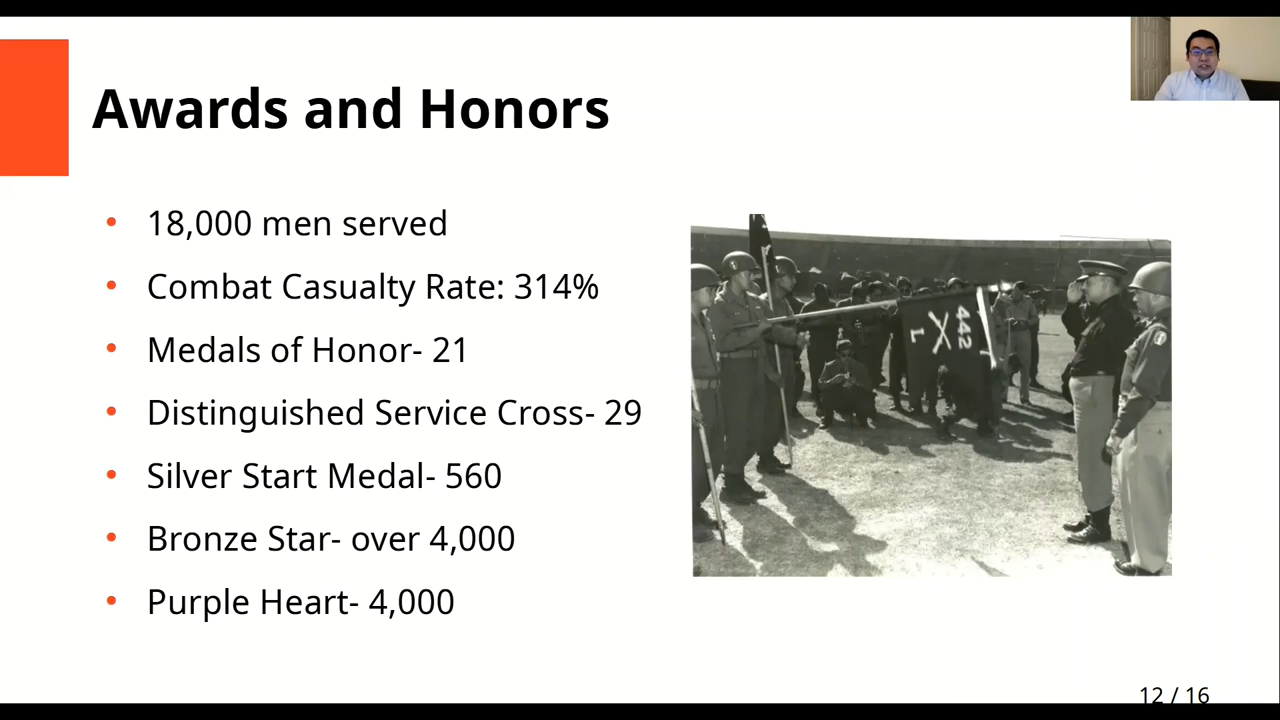 Awards and Honors
• 18,000 men served
• Combat Casualty Rate: 314%
• Medals of Honor- 21
• Distinguished Service Cross- 29
• Silver Start Medal- 560
• Bronze Star- over 4,000
• Purple Heart- 4,000
442
L
12 / 16